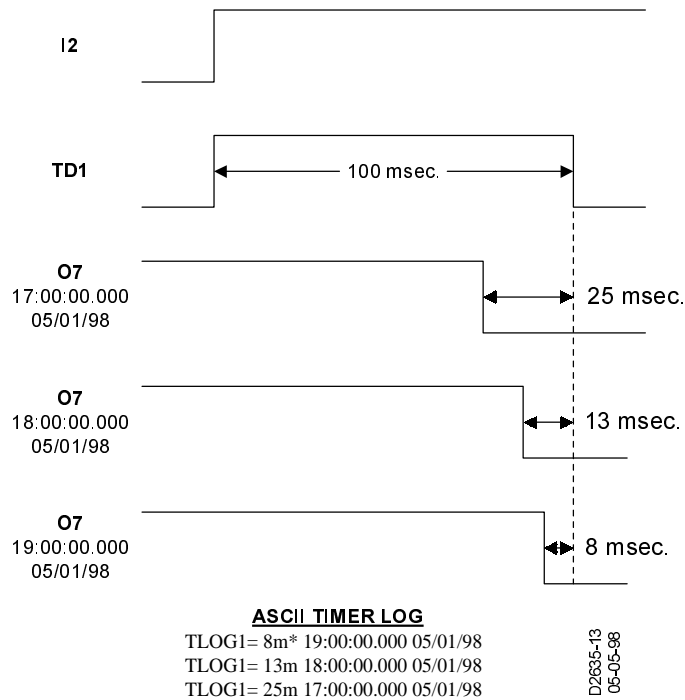 I2
TD1
100 msec.
O7
17:00:00.000
05/01/98
25 msec.
O7
18:00:00.000
05/01/98
13 msec.
O7
19:00:00.000
05/01/98
8 msec.
ASCII TIMER LOG
TLOG1= 8m* 19:00:00.000 05/01/98
TLOG1= 13m 18:00:00.000 05/01/98
TLOG1= 25m 17:00:00.000 05/01/98
D2635-13
05-05-98